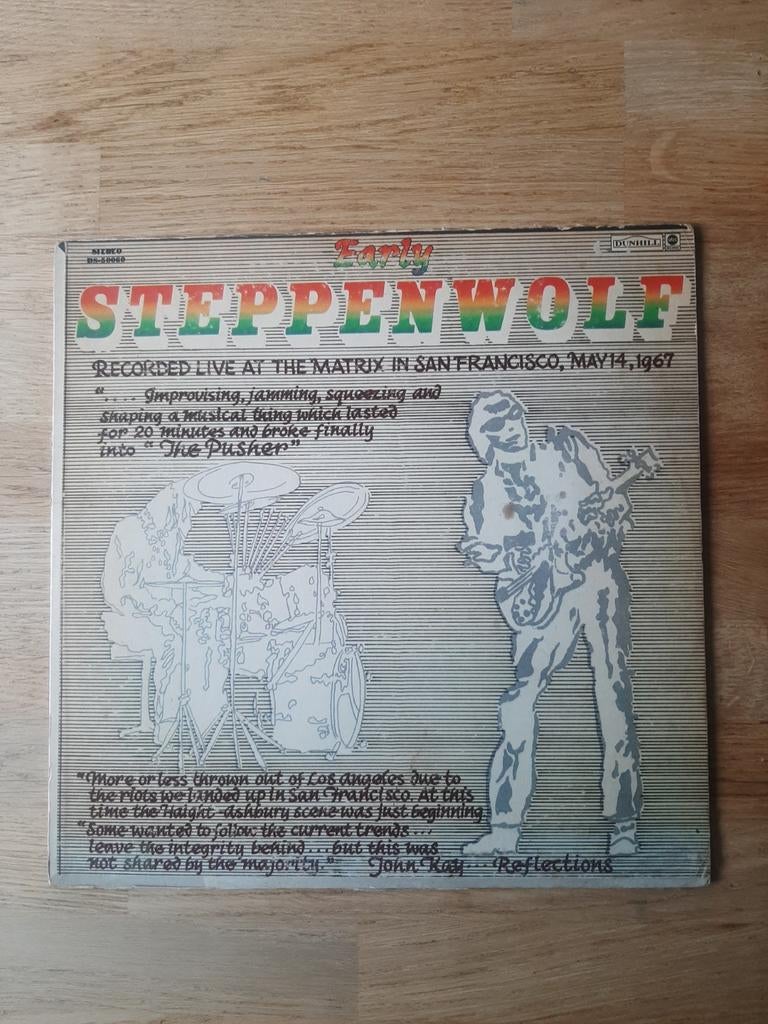 STEREO
DS-50060
DUNHILL abc
Early
STEPPENWOLF
RECORDED LIVE AT THE MATRIX IN SAN FRANCISCO, MAY 14, 1967
".... Improvising, jamming, squeezing and
shaping a musical thing which lasted
for 20 minutes and broke finally
into "The Pusher"
"More or less thrown out of Los Angeles due to
the riots we landed up in San Francisco. At this
time the Haight-ashbury scene was just beginning
"Some wanted to follow the current trends...
leave the integrity behind...but this was
not shared by the majority." John Kay... Reflections